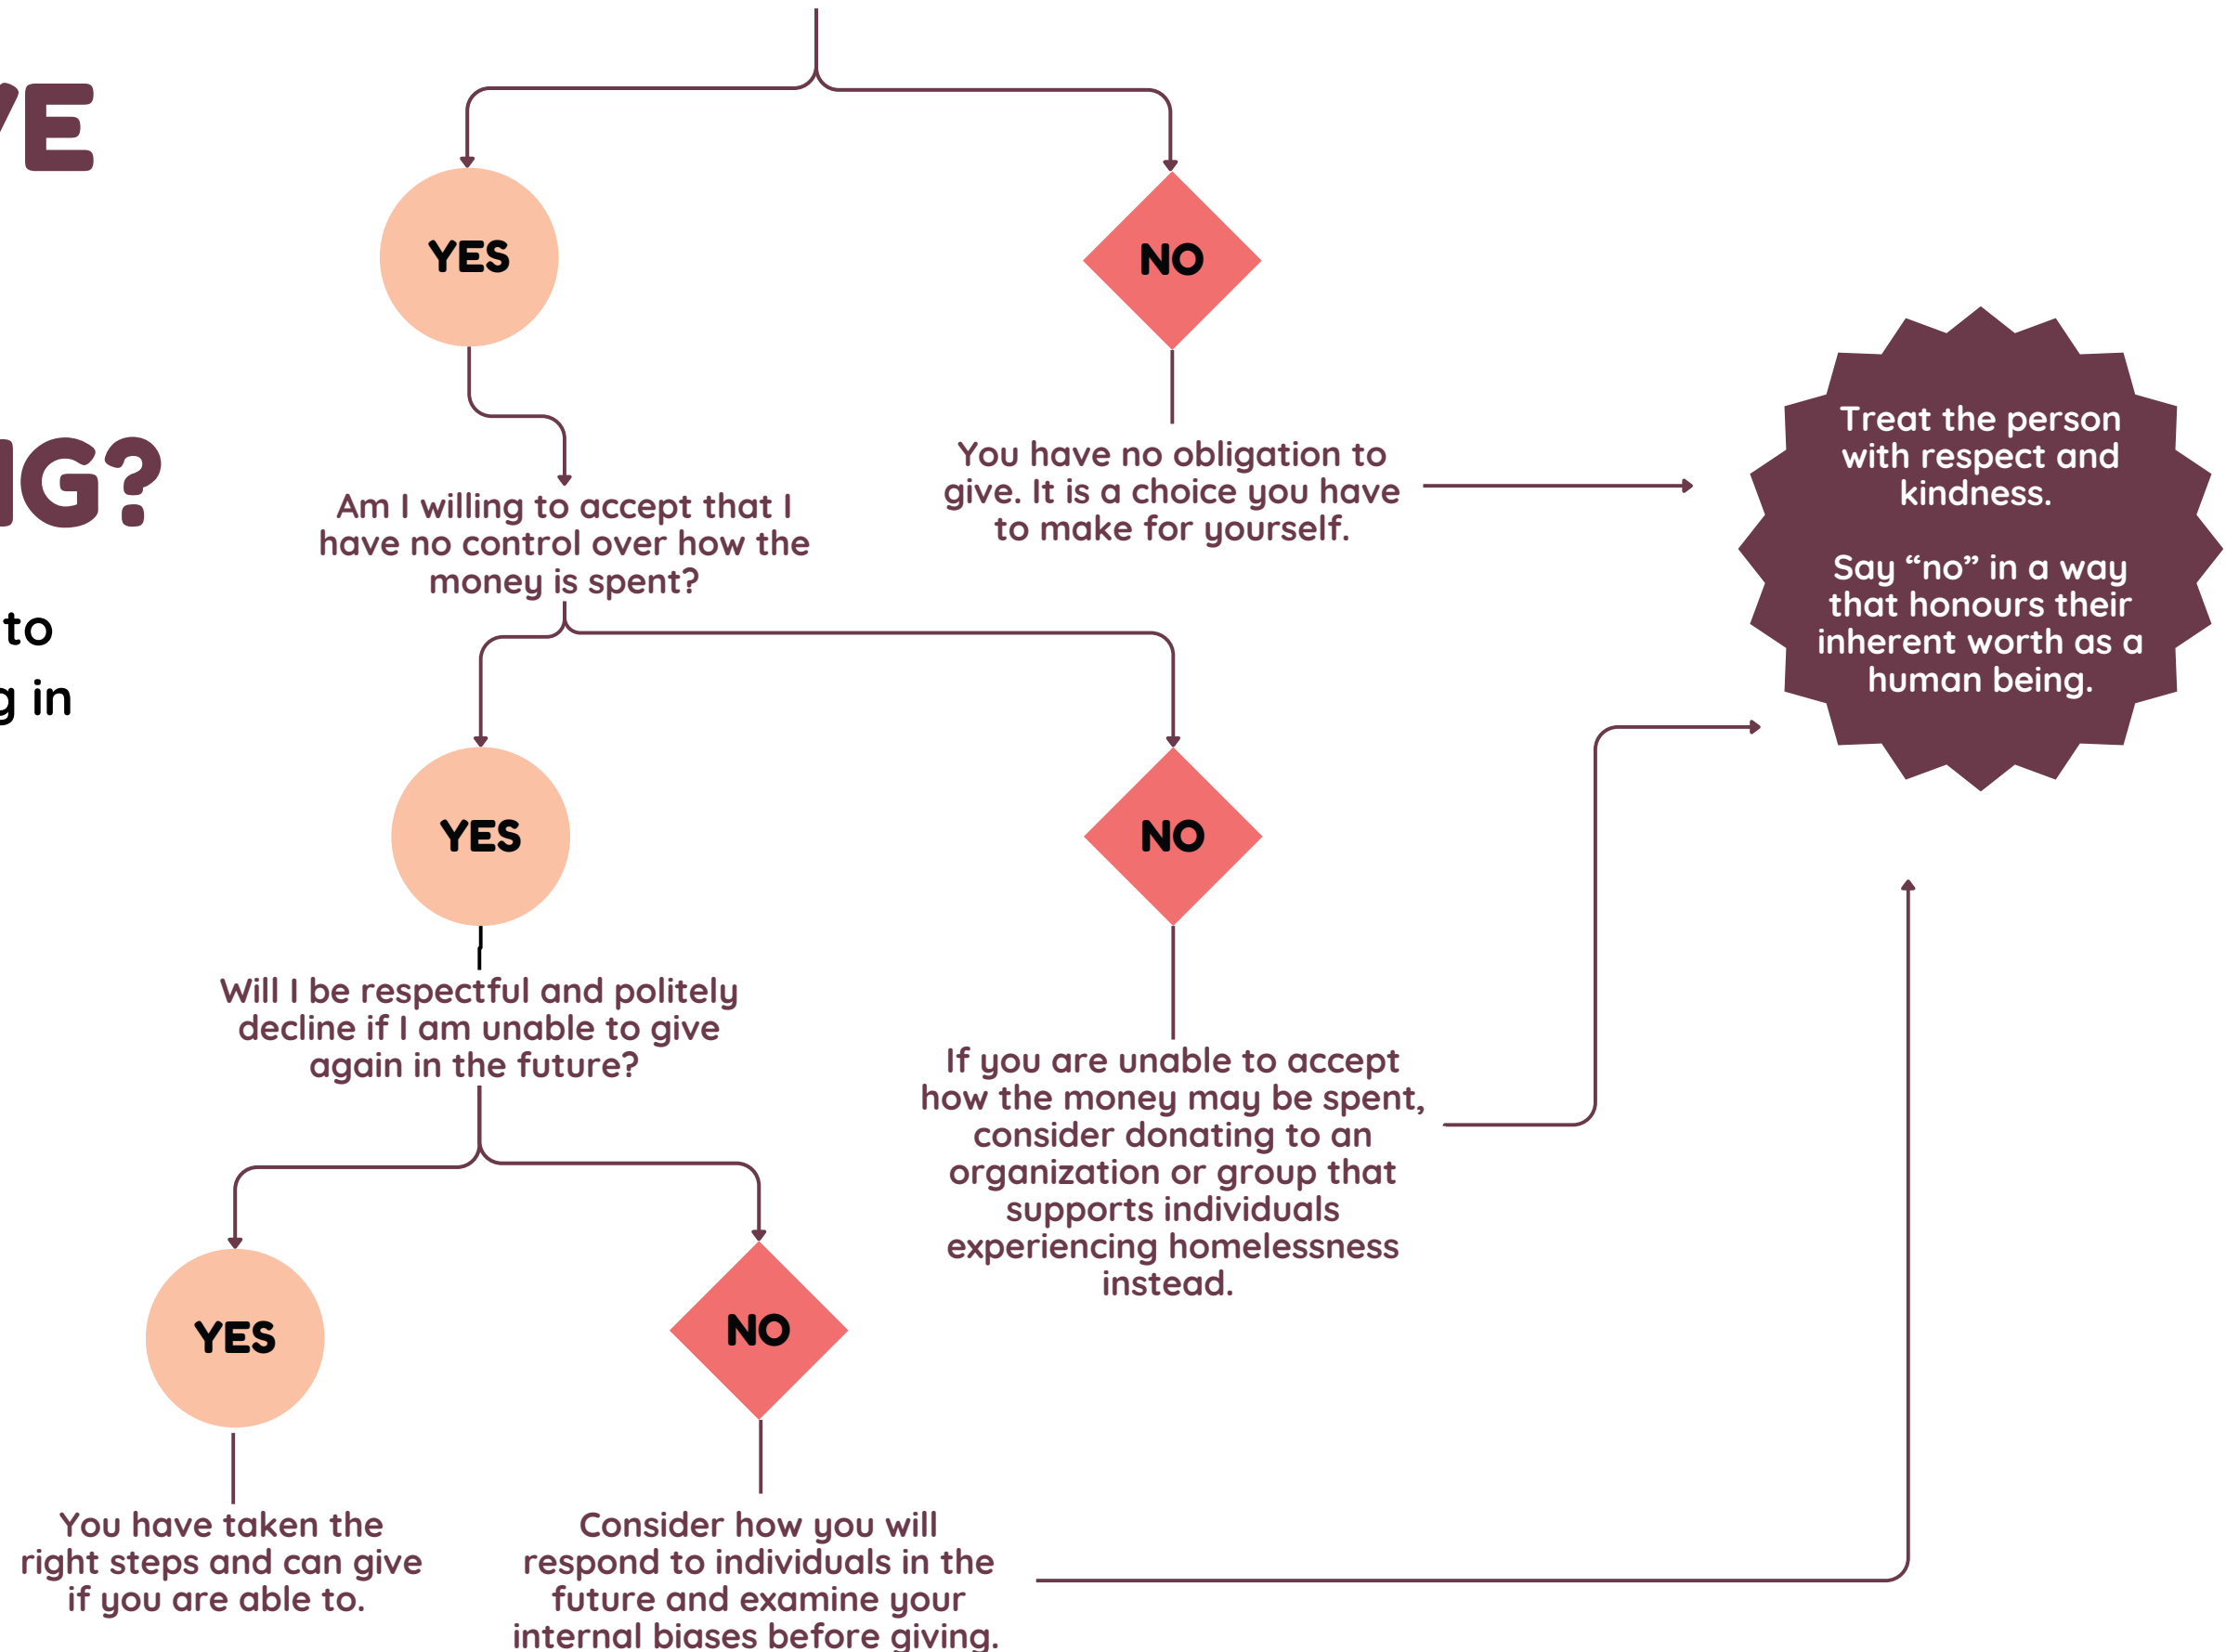 YES
NO
You have no obligation to
give. It is a choice you have
to make for yourself.
Treat the person
with respect and
kindness.
Say “no” in a way
that honours their
inherent worth as a
human being.
Am I willing to accept that I
have no control over how the
money is spent?
to
in
YES
NO
Will I be respectful and politely
decline if I am unable to give
again in the future?
If you are unable to accept
how the money may be spent,
consider donating to an
organization or group that
supports individuals
experiencing homelessness
instead.
YES
NO
You have taken the
right steps and can give
if you are able to.
Consider how you will
respond to individuals in the
future and examine your
internal biases before giving.